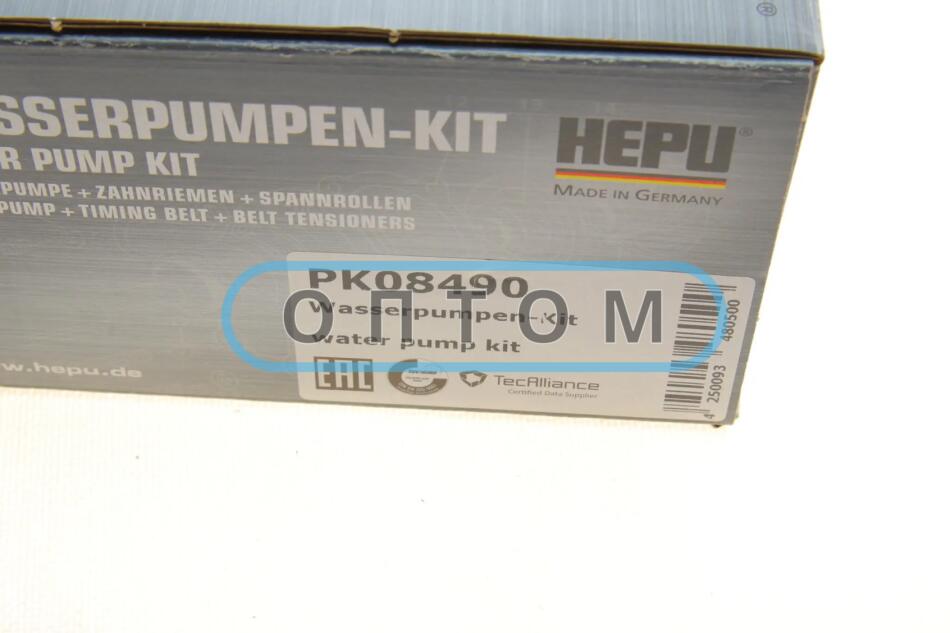 ®
SSERPUMPEN-KIT
R PUMP KIT
PUMPE + ZAHNRIEMEN + SPANNROLLEN
PUMP + TIMING BELT + BELT TENSIONERS
HEPU®
MADE IN GERMANY
PK08490
Wasserpumpen-Kit
water pump kit
ОПТОМ
EAC
TecAlliance
Certified Data Supplier
4 250093 480500
w.hepu.de